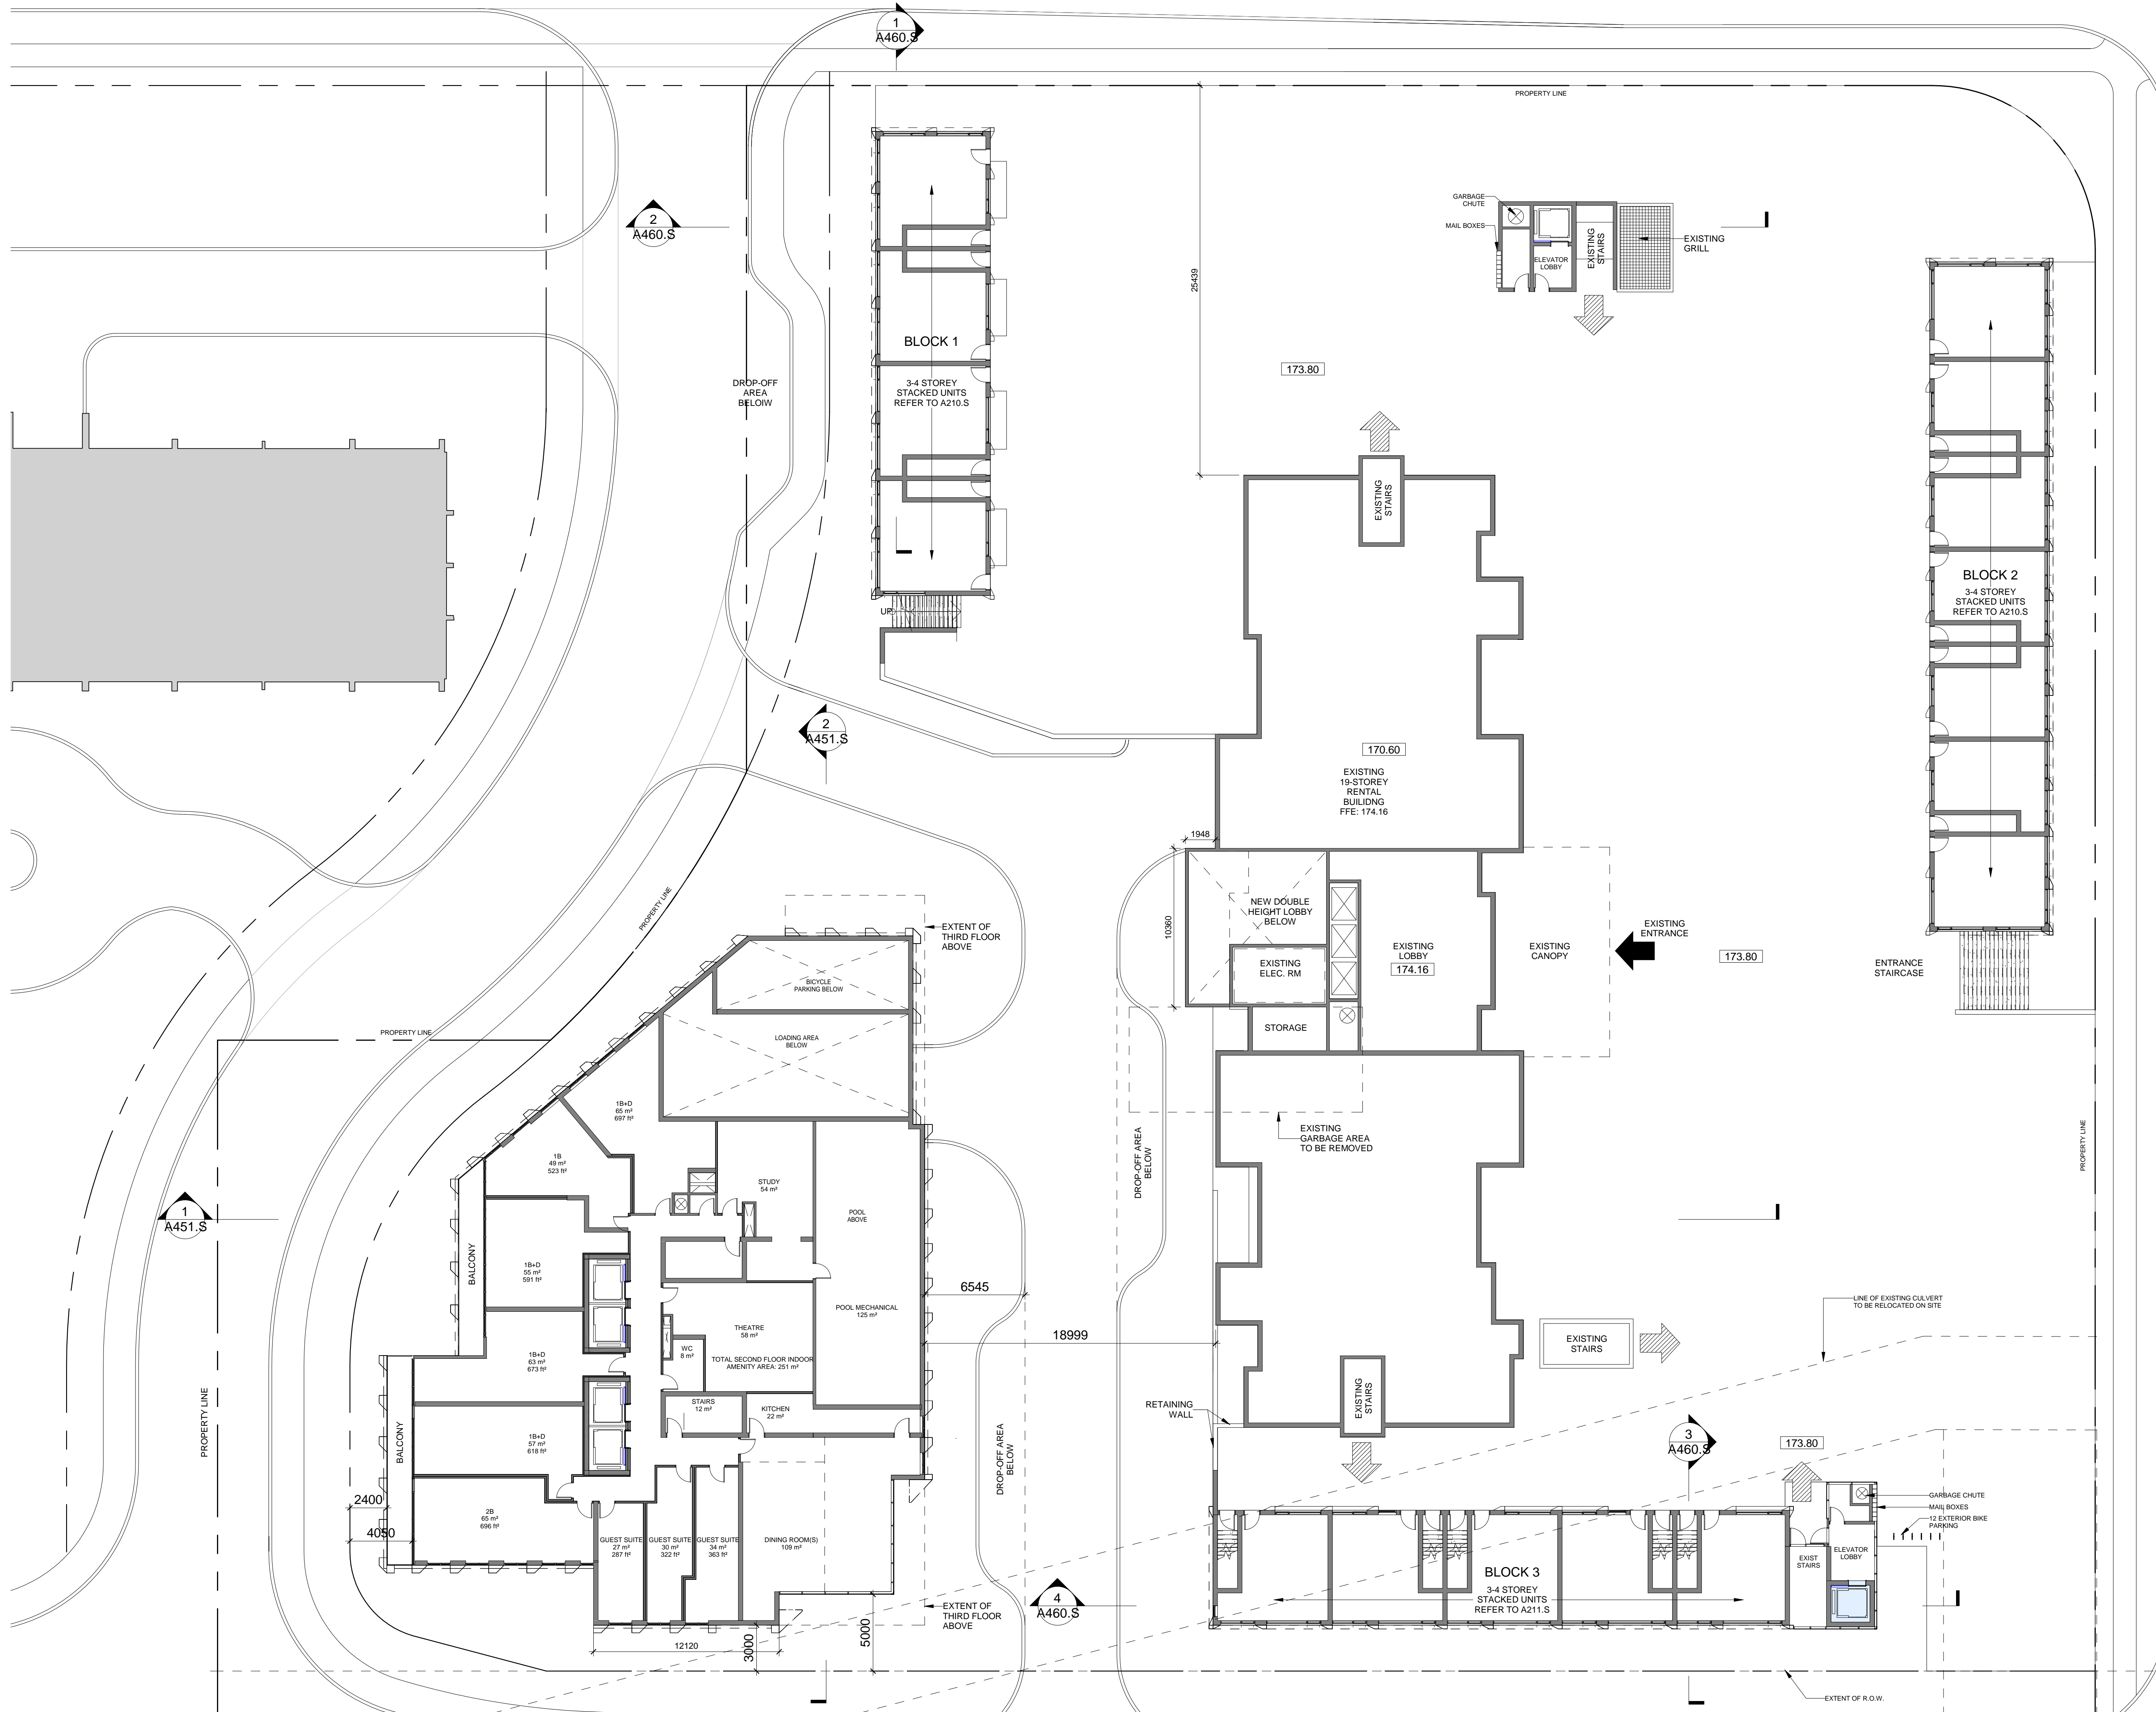 1
A460.S
PROPERTY LINE
2
A460.S
GARBAGE
CHUTE
MAIL BOXES
ELEVATOR
LOBBY
EXISTING
STAIRS
EXISTING
GRILL
25439
BLOCK 1
3-4 STOREY
STACKED UNITS
REFER TO A210.S
DROP-OFF
AREA
BELOIW
173.80
EXISTING
STAIRS
UP
BLOCK 2
3-4 STOREY
STACKED UNITS
REFER TO A210.S
2
A451.S
170.60
EXISTING
19-STOREY
RENTAL
BUILIDNG
FFE: 174.16
1948
10360
NEW DOUBLE
HEIGHT LOBBY
BELOW
EXISTING
ELEC. RM
EXISTING
LOBBY
174.16
EXISTING
CANOPY
EXISTING
ENTRANCE
173.80
ENTRANCE
STAIRCASE
STORAGE
PROPERTY LINE
EXTENT OF
THIRD FLOOR
ABOVE
BICYCLE
PARKING BELOW
LOADING AREA
BELOW
PROPERTY LINE
EXISTING
GARBAGE AREA
TO BE REMOVED
DROP-OFF AREA
BELOW
PROPERTY LINE
1B+D
65 m²
697 ft²
1B
49 m²
523 ft²
STUDY
54 m²
POOL
ABOVE
1
A451.S
BALCONY
1B+D
55 m²
591 ft²
6545
POOL MECHANICAL
125 m²
THEATRE
58 m²
WC
8 m²
TOTAL SECOND FLOOR INDOOR
AMENITY AREA: 251 m²
18999
1B+D
63 m²
673 ft²
LINE OF EXISTING CULVERT
TO BE RELOCATED ON SITE
EXISTING
STAIRS
EXISTING
STAIRS
PROPERTY LINE
BALCONY
STAIRS
12 m²
KITCHEN
22 m²
1B+D
57 m²
618 ft²
RETAINING
WALL
DROP-OFF AREA
BELOW
3
A460.S
173.80
2400
4050
2B
65 m²
696 ft²
GUEST SUITE
27 m²
287 ft²
GUEST SUITE
30 m²
322 ft²
GUEST SUITE
34 m²
363 ft²
DINING ROOM(S)
109 m²
GARBAGE CHUTE
MAIL BOXES
12 EXTERIOR BIKE
PARKING
EXIST
STAIRS
ELEVATOR
LOBBY
BLOCK 3
3-4 STOREY
STACKED UNITS
REFER TO A211.S
4
A460.S
EXTENT OF
THIRD FLOOR
ABOVE
12120
3000
5000
EXTENT OF R.O.W.